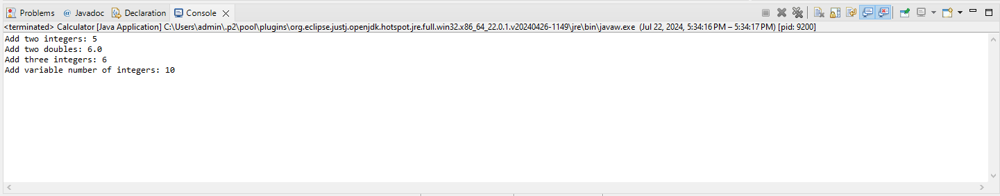 Problems @ Javadoc Declaration Console
<terminated> Calculator [Java Application] C:\Users\admin\.p2\pool\plugins\org.eclipse.justj.openjdk.hotspot.jre.full.win32.x86_64_22.0.1.v20240426-1149\jre\bin\javaw.exe (Jul 22, 2024, 5:34:16 PM – 5:34:17 PM) [pid: 9200]
Add two integers: 5
Add two doubles: 6.0
Add three integers: 6
Add variable number of integers: 10